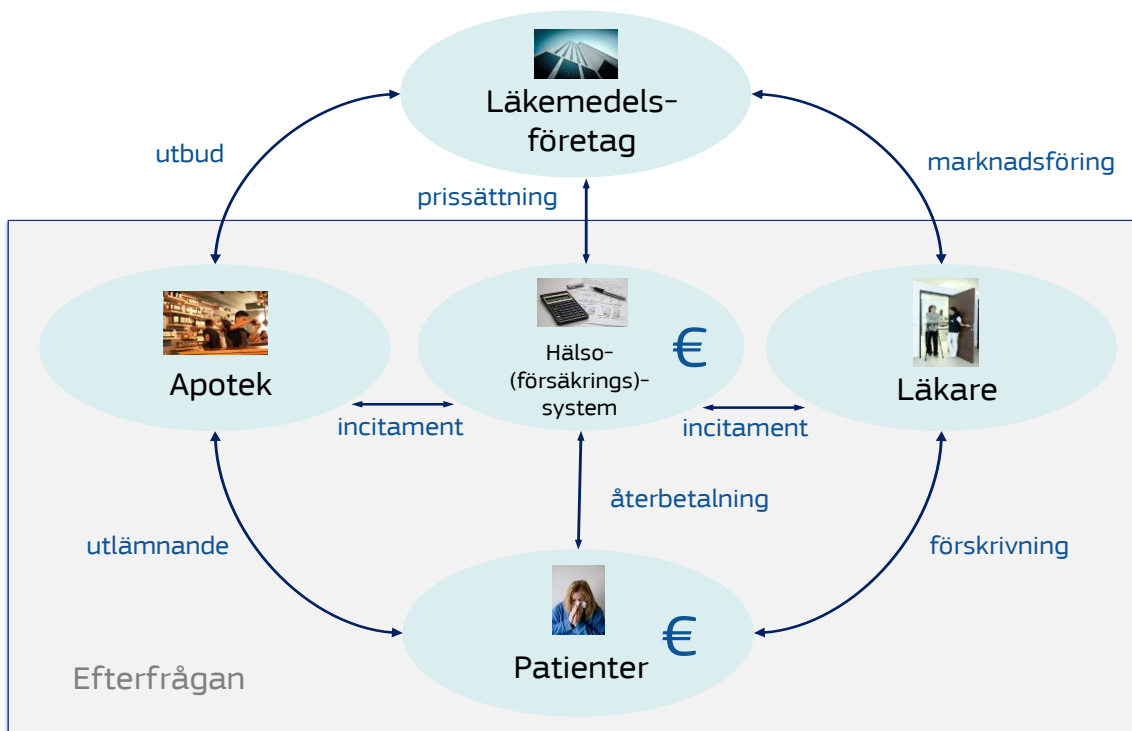 Läkemedels-
företag
utbud
marknadsföring
prissättning
Apotek
Hälso-
(försäkrings)-
system
€
Läkare
incitament
incitament
återbetalning
utlämnande
förskrivning
Patienter
€
Efterfrågan